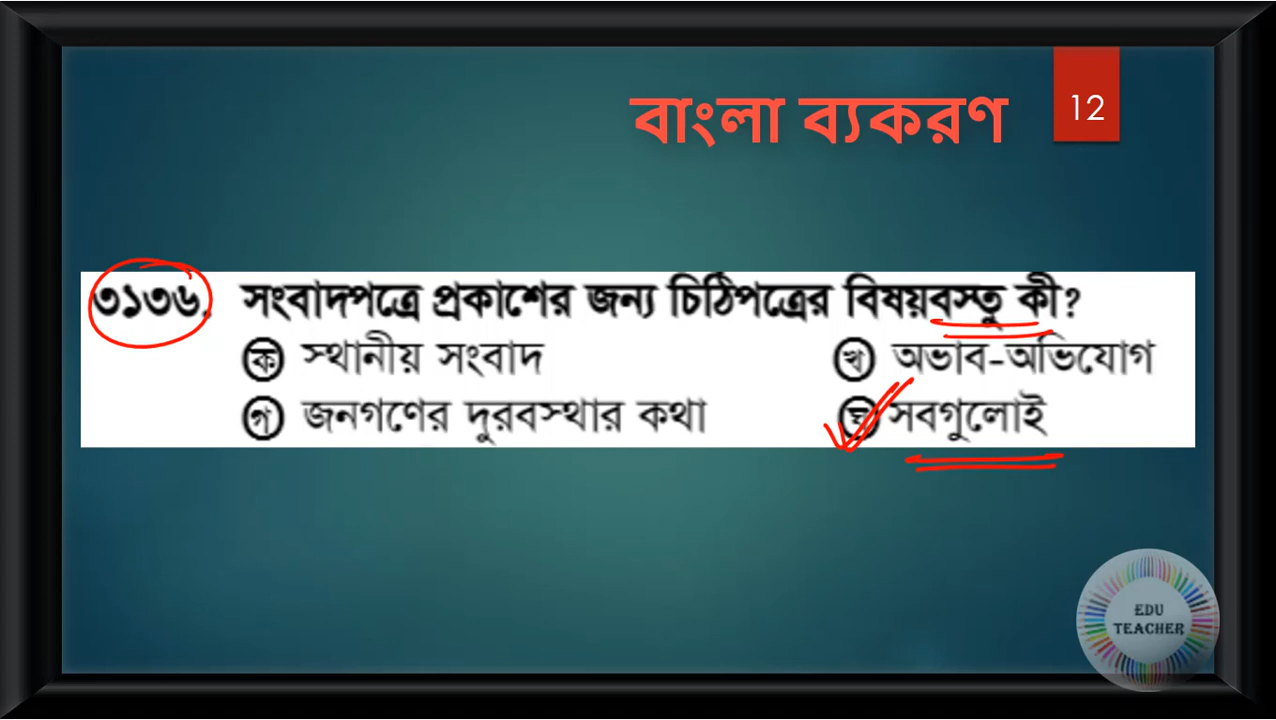 বাংলা ব্যকরণ
12
৩১৩৬. সংবাদপত্রে প্রকাশের জন্য চিঠিপত্রের বিষয়বস্তু কী?
ক স্থানীয় সংবাদ খ অভাব-অভিযোগ
গ জনগণের দুরবস্থার কথা ঘ সবগুলোই
EDU
TEACHER